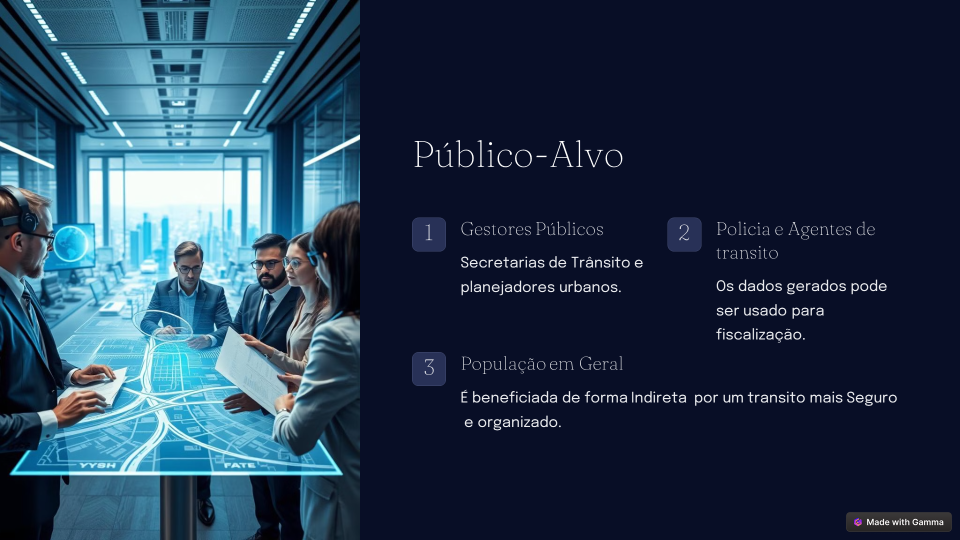 Público-Alvo
1
Gestores Públicos
Secretarias de Trânsito e
planejadores urbanos.
2
Policia e Agentes de
transito
Os dados gerados pode
ser usado para
fiscalização.
3
População em Geral
É beneficiada de forma Indireta  por um transito mais Seguro
e organizado.
YYSH
FATE
Made with Gamma